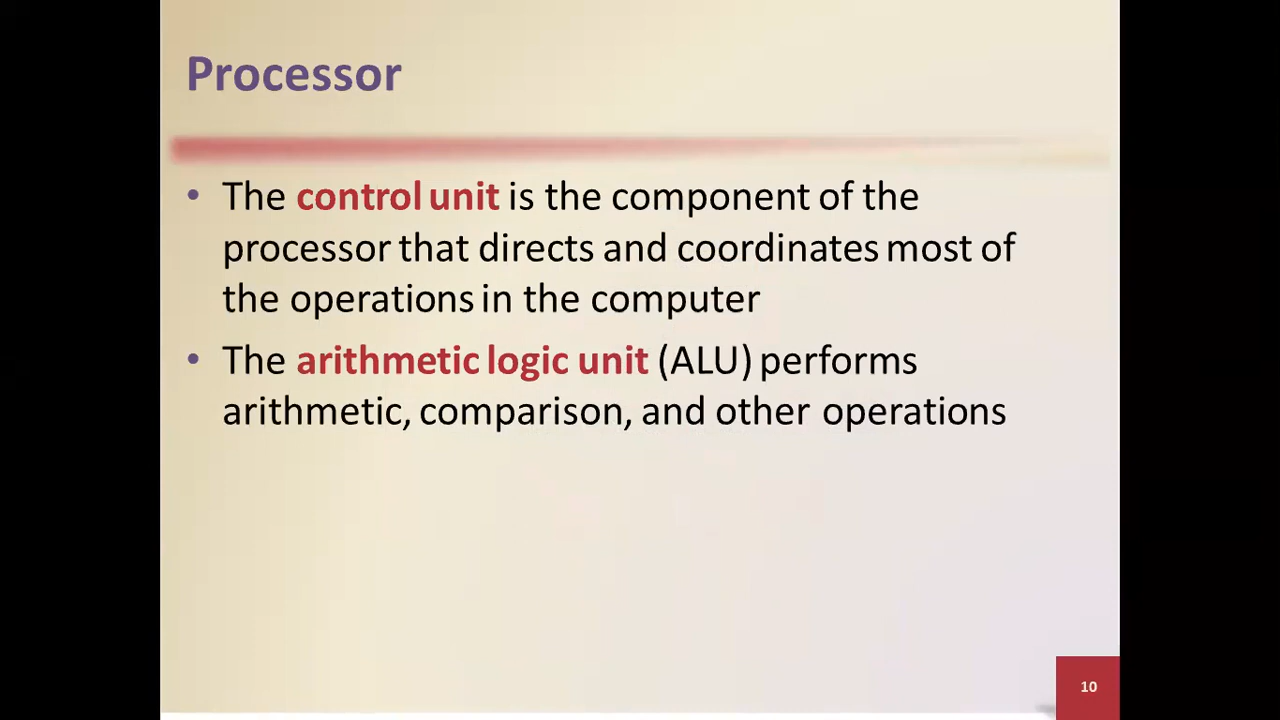 Processor
• The control unit is the component of the
processor that directs and coordinates most of
the operations in the computer
• The arithmetic logic unit (ALU) performs
arithmetic, comparison, and other operations
10